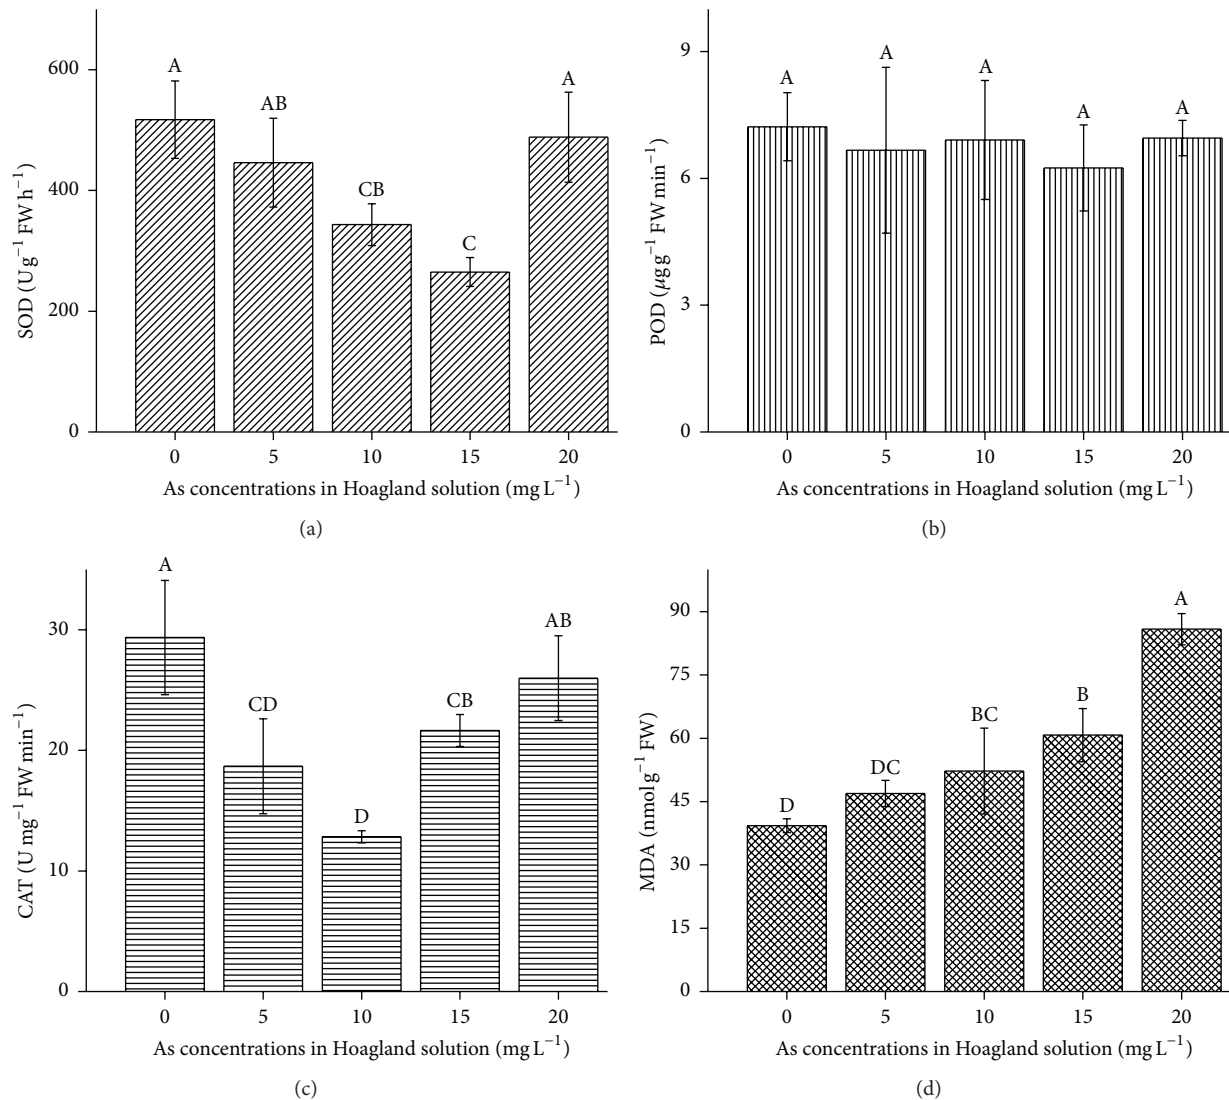 SOD (U g⁻¹ FW h⁻¹)
600
400
200
0
A
AB
CB
C
A
0 5 10 15 20
As concentrations in Hoagland solution (mg L⁻¹)
(a)
POD (μg g⁻¹ FW min⁻¹)
9
6
3
0
A
A
A
A
A
0 5 10 15 20
As concentrations in Hoagland solution (mg L⁻¹)
(b)
CAT (U mg⁻¹ FW min⁻¹)
30
20
10
0
A
CD
D
CB
AB
0 5 10 15 20
As concentrations in Hoagland solution (mg L⁻¹)
(c)
MDA (nmol g⁻¹ FW)
90
75
60
45
30
15
0
D
DC
BC
B
A
0 5 10 15 20
As concentrations in Hoagland solution (mg L⁻¹)
(d)